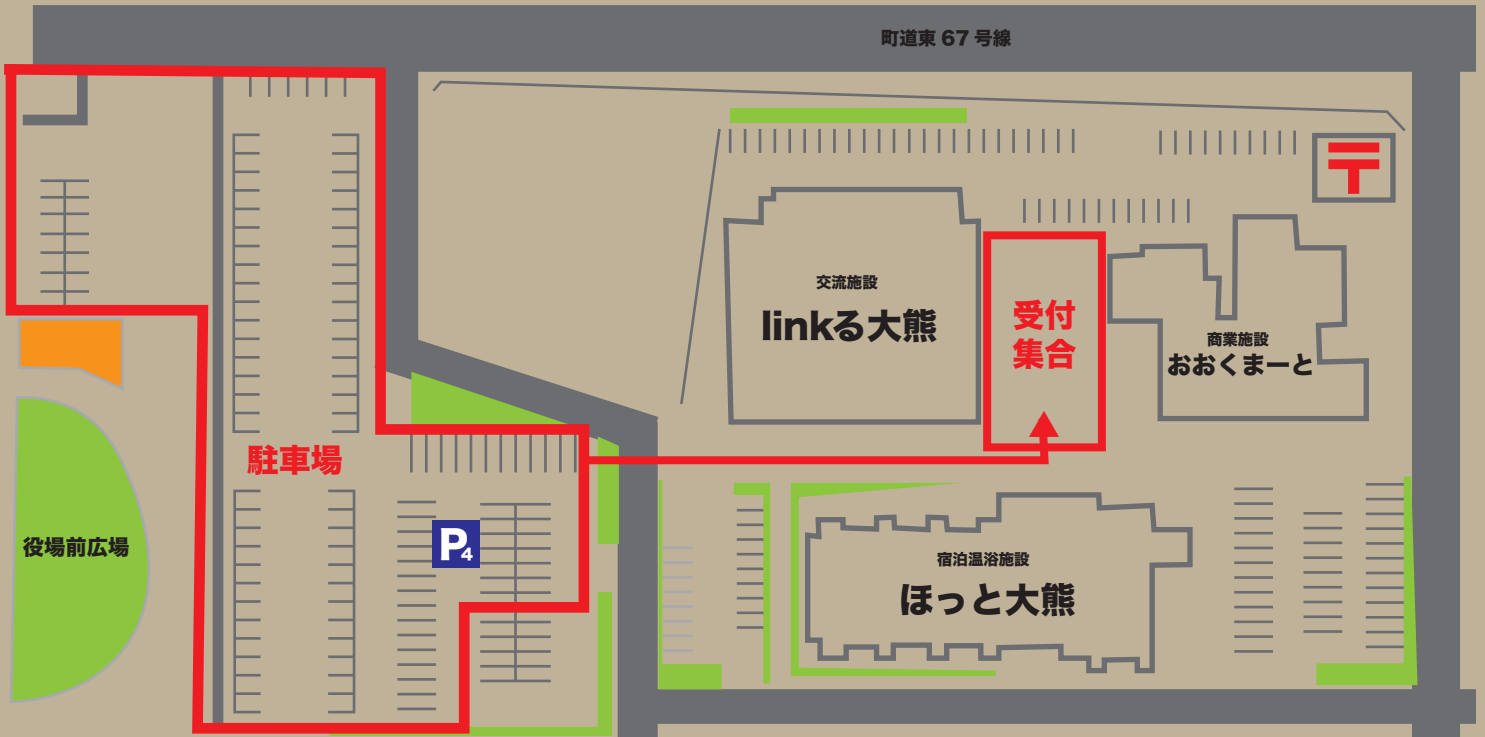 町道東 67 号線
〒
交流施設
linkる大熊
受付
集合
商業施設
おおくまーと
駐車場
P4
役場前広場
宿泊温浴施設
ほっと大熊